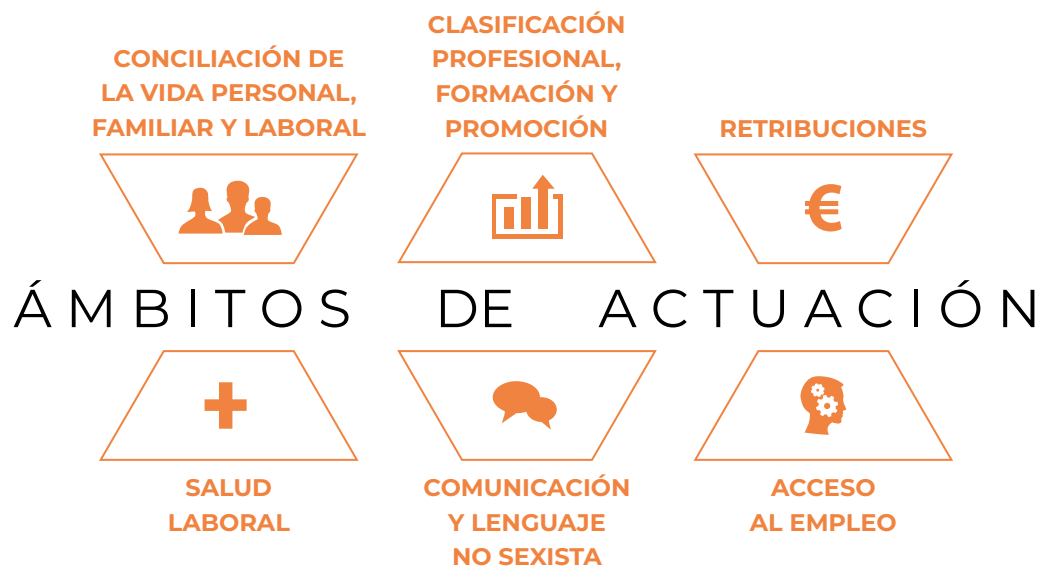 CONCILIACIÓN DE
LA VIDA PERSONAL,
FAMILIAR Y LABORAL
CLASIFICACIÓN
PROFESIONAL,
FORMACIÓN Y
PROMOCIÓN
RETRIBUCIONES
€
ÁMBITOS DE ACTUACIÓN
SALUD
LABORAL
COMUNICACIÓN
Y LENGUAJE
NO SEXISTA
ACCESO
AL EMPLEO